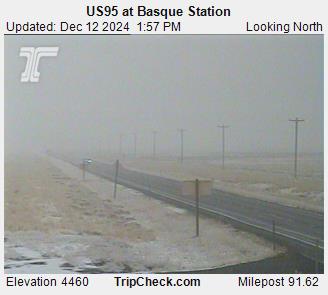 US95 at Basque Station
Updated: Dec 12 2024 1:57 PM Looking North
Elevation 4460 TripCheck.com Milepost 91.62